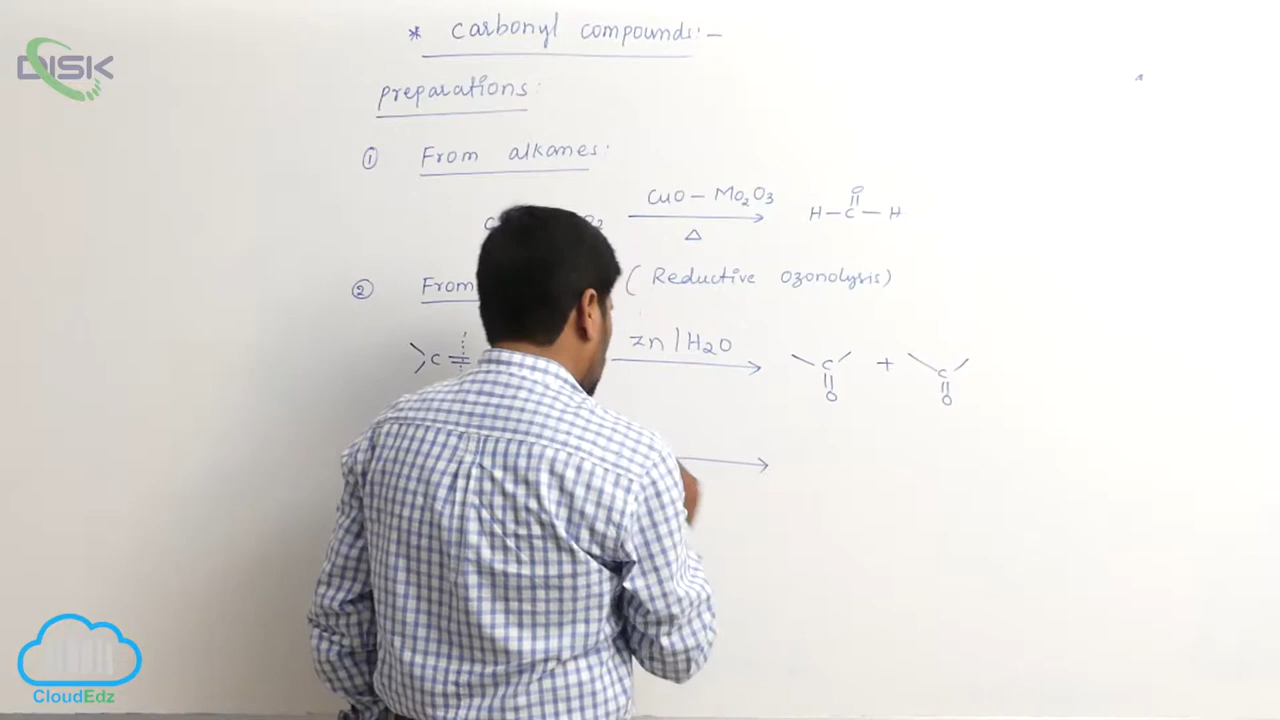 DISK
* Carbonyl compounds:-
preparations:
① From alkanes:
CuO - Mo2O3
Δ
H-C-H
O
② From (Reductive ozonolysis)
C= Zn | H2O C + C
O O
CloudEdz